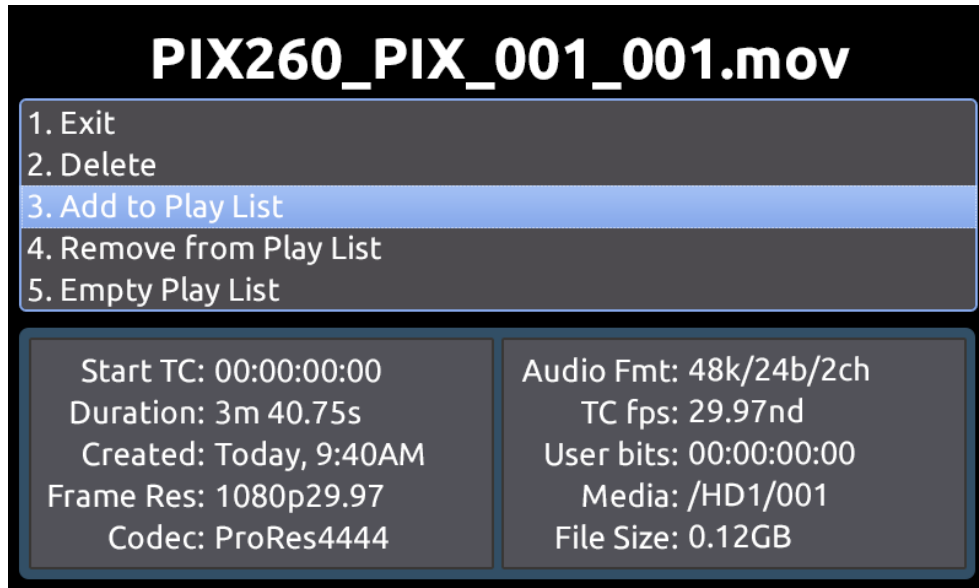 PIX260_PIX_001_001.mov
1. Exit
2. Delete
3. Add to Play List
4. Remove from Play List
5. Empty Play List
Start TC: 00:00:00:00
Duration: 3m 40.75s
Created: Today, 9:40AM
Frame Res: 1080p29.97
Codec: ProRes4444
Audio Fmt: 48k/24b/2ch
TC fps: 29.97nd
User bits: 00:00:00:00
Media: /HD1/001
File Size: 0.12GB